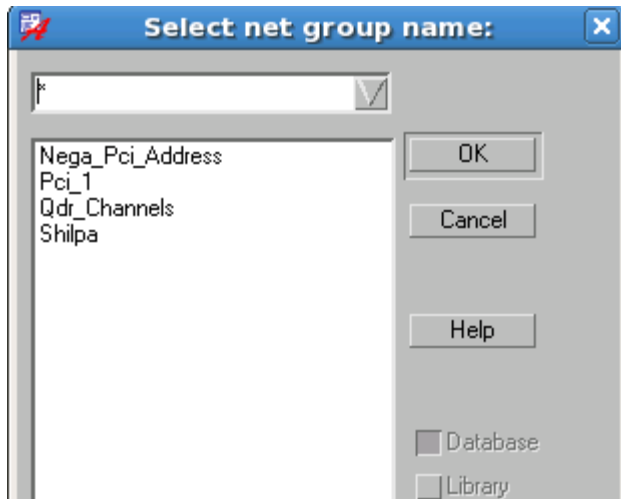 Select net group name:
*
Nega_Pci_Address
Pci_1
Qdr_Channels
Shilpa
OK
Cancel
Help
Database
Library